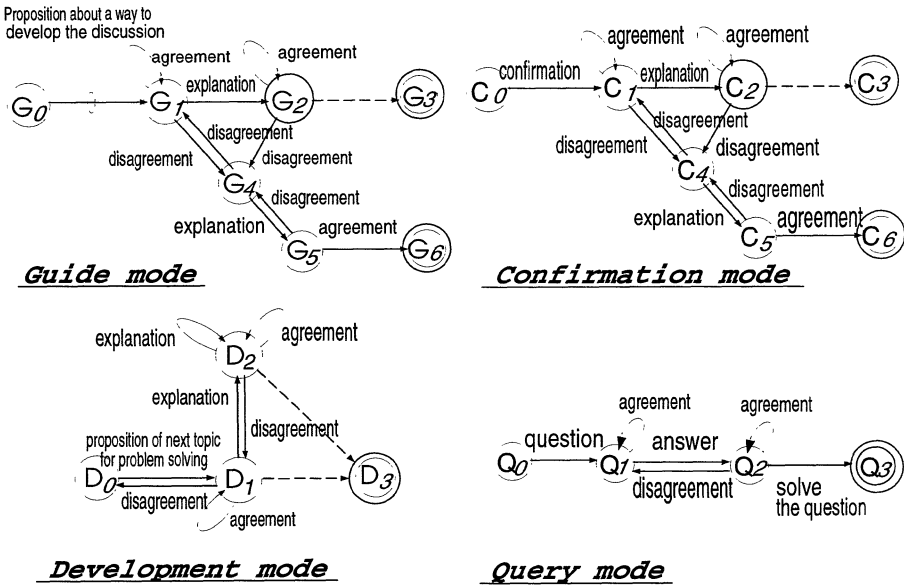 Proposition about a way to
develop the discussion
agreement
agreement
explanation
G0
G1
G2
G3
disagreement
disagreement
disagreement
G4
disagreement
explanation
agreement
G5
G6
Guide mode
agreement
agreement
confirmation
explanation
C0
C1
C2
C3
disagreement
disagreement
disagreement
C4
disagreement
explanation
agreement
C5
C6
Confirmation mode
explanation
agreement
D2
explanation
disagreement
proposition of next topic
for problem solving
D0
D1
D3
disagreement
agreement
Development mode
agreement
agreement
question
answer
Q0
Q1
Q2
Q3
disagreement
solve
the question
Query mode